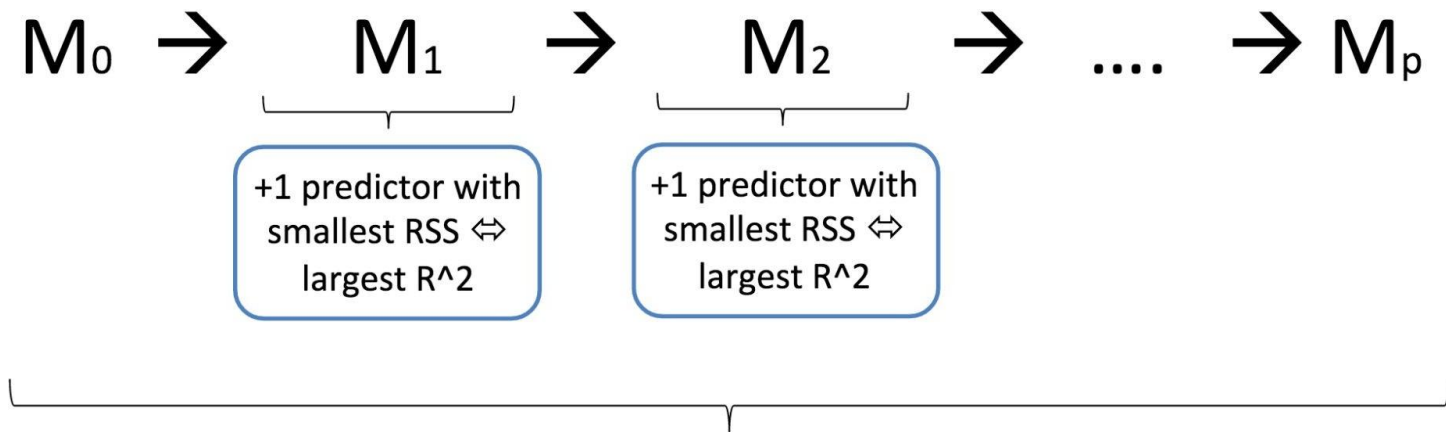 M0 → M1 → M2 → .... → Mp
+1 predictor with
smallest RSS ⇔
largest R^2
+1 predictor with
smallest RSS ⇔
largest R^2